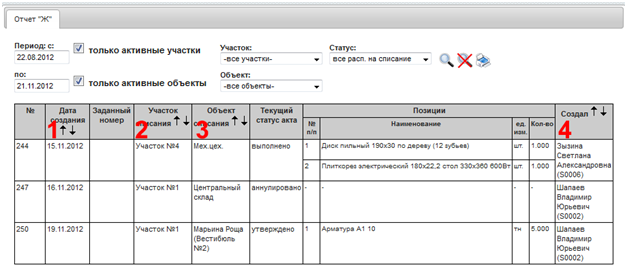 Отчет "Ж"
Период: с:
22.08.2012
только активные участки
Участок:
-все участки-
Статус:
все расп. на списание
по:
21.11.2012
только активные объекты
Объект:
-все объекты-
№
Дата создания
Заданный номер
Участок списания
Объект списания
Текущий статус акта
Позиции
Создал
№ п/п
Наименование
ед. изм.
Кол-во
1
2
3
4
244 15.11.2012 Участок №4 Мех.цех. выполнено 1 Диск пильный 190х30 по дереву (12 зубьев) шт. 1.000 Зызина
Светлана
Александровна
(S0006)
2 Плиткорез электрический 180х22,2 стол 330х360 600Вт шт. 1.000
247 16.11.2012 Участок №1 Центральный аннулировано - - - - Шапаев
склад Владимир
Юрьевич
(S0002)
250 19.11.2012 Участок №1 Марьина Роща утверждено 1 Арматура А1 10 тн 5.000 Шапаев
(Вестибюль Владимир
№2) Юрьевич
(S0002)